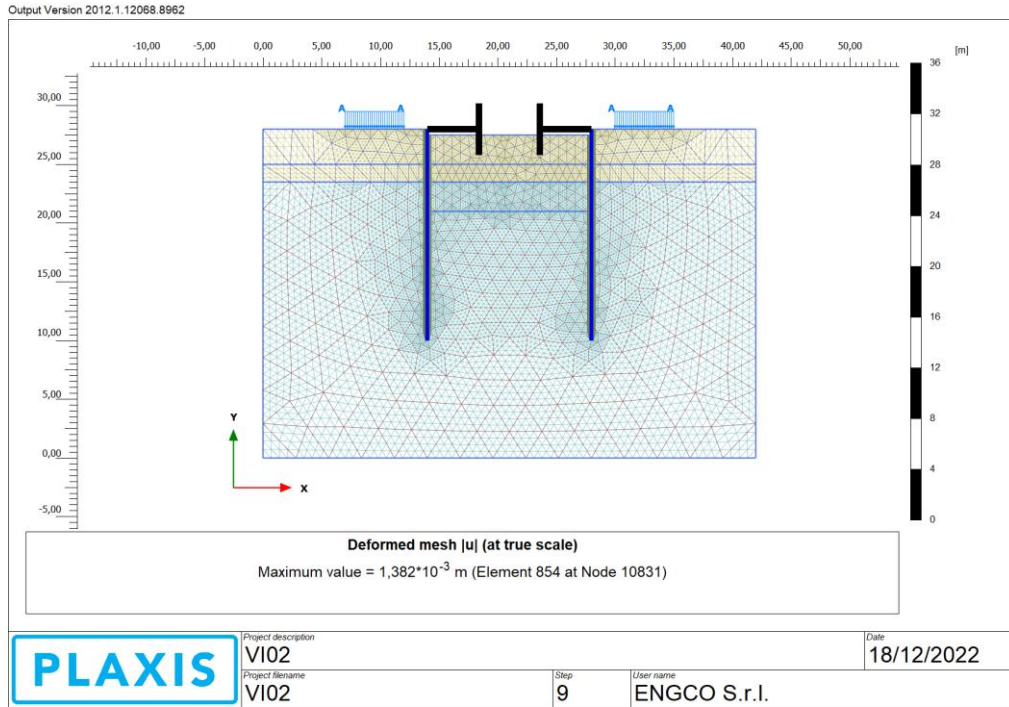 Output Version 2012.1.12068.8962
-10,00 -5,00 0,00 5,00 10,00 15,00 20,00 25,00 30,00 35,00 40,00 45,00 50,00
[m]
36
30,00
A A A A
32
25,00
28
20,00
24
15,00
20
10,00
16
5,00
12
Y
0,00
8
X
4
-5,00
0
Deformed mesh |u| (at true scale)
Maximum value = 1,382*10-3 m (Element 854 at Node 10831)
PLAXIS
Project description
VI02
Date
18/12/2022
Project filename
VI02
Step
9
User name
ENGCO S.r.l.